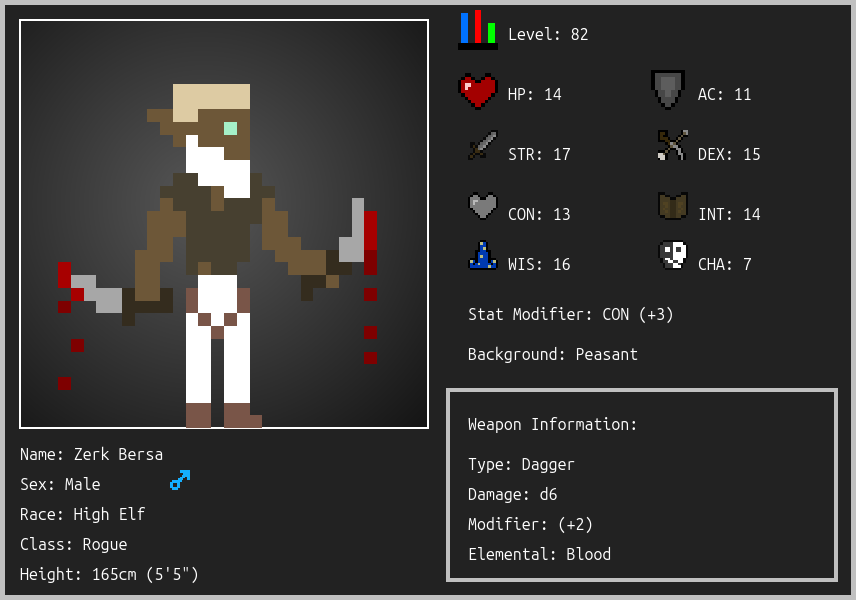 Level: 82
HP: 14
AC: 11
STR: 17
DEX: 15
CON: 13
INT: 14
WIS: 16
CHA: 7
Stat Modifier: CON (+3)
Background: Peasant
Weapon Information:
Type: Dagger
Damage: d6
Modifier: (+2)
Elemental: Blood
Name: Zerk Bersa
Sex: Male
Race: High Elf
Class: Rogue
Height: 165cm (5'5")